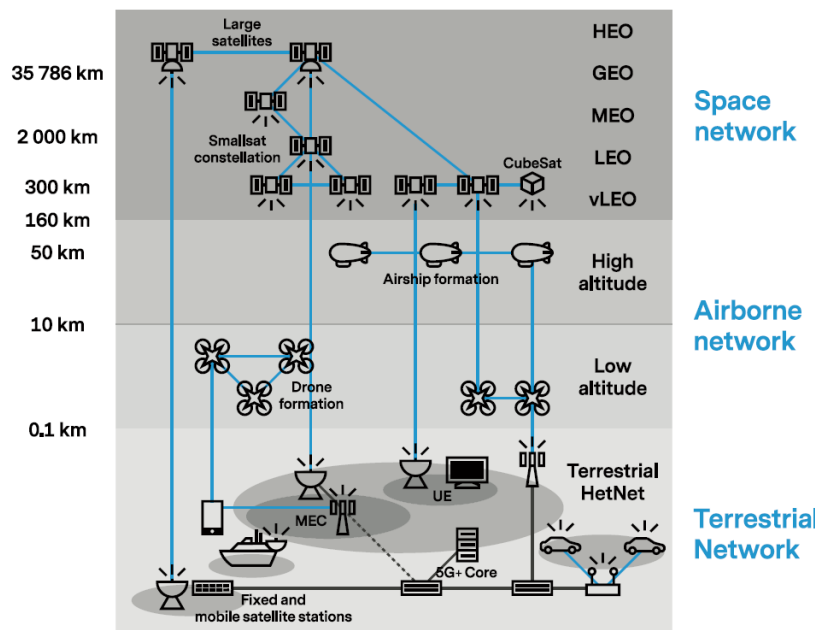 Large
satellites
HEO
35 786 km
GEO
Space
network
MEO
2 000 km
Smallsat
constellation
LEO
CubeSat
300 km
vLEO
160 km
50 km
High
altitude
Airship formation
Airborne
network
10 km
Low
altitude
Drone
formation
0.1 km
Terrestrial
HetNet
UE
MEC
Terrestrial
Network
5G+ Core
Fixed and
mobile satellite stations